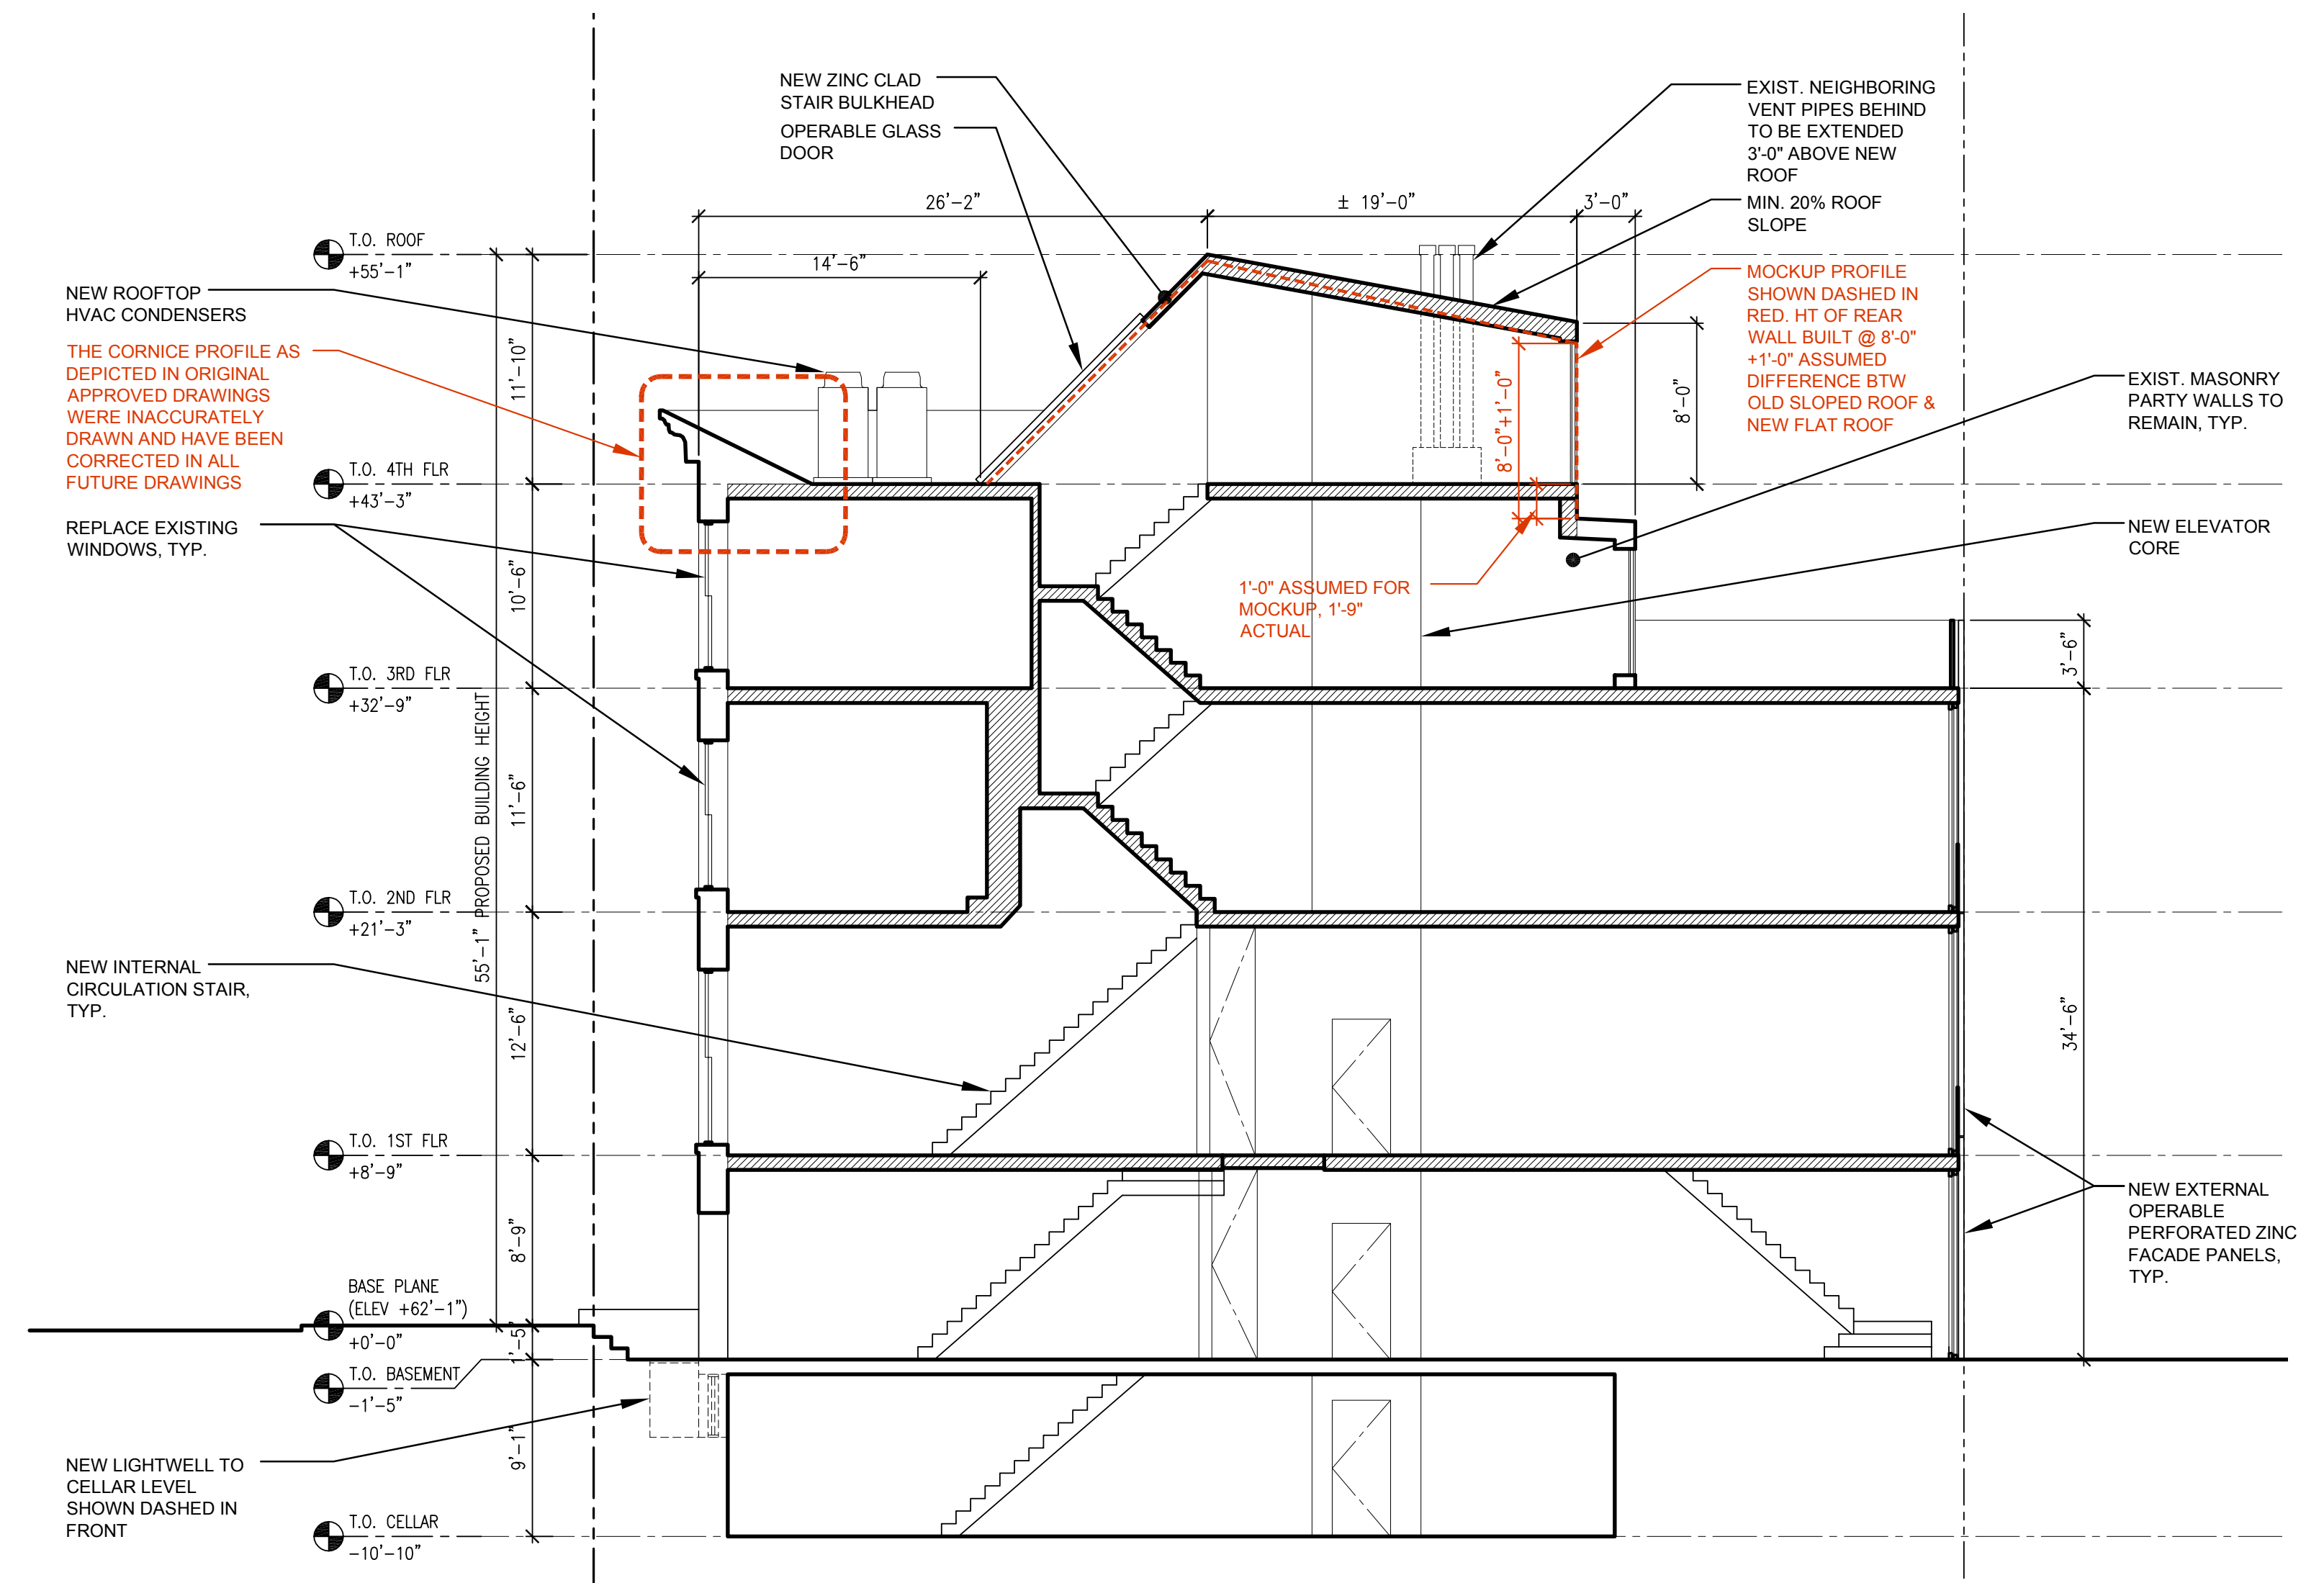 NEW ZINC CLAD
STAIR BULKHEAD
OPERABLE GLASS
DOOR
EXIST. NEIGHBORING
VENT PIPES BEHIND
TO BE EXTENDED
3'-0" ABOVE NEW
ROOF
MIN. 20% ROOF
SLOPE
26'-2"
± 19'-0"
3'-0"
14'-6"
T.O. ROOF
+55'-1"
NEW ROOFTOP
HVAC CONDENSERS
THE CORNICE PROFILE AS
DEPICTED IN ORIGINAL
APPROVED DRAWINGS
WERE INACCURATELY
DRAWN AND HAVE BEEN
CORRECTED IN ALL
FUTURE DRAWINGS
MOCKUP PROFILE
SHOWN DASHED IN
RED. HT OF REAR
WALL BUILT @ 8'-0"
+1'-0" ASSUMED
DIFFERENCE BTW
OLD SLOPED ROOF &
NEW FLAT ROOF
EXIST. MASONRY
PARTY WALLS TO
REMAIN, TYP.
11'-10"
8'-0"+1'-0"
8'-0"
T.O. 4TH FLR
+43'-3"
REPLACE EXISTING
WINDOWS, TYP.
NEW ELEVATOR
CORE
10'-6"
1'-0" ASSUMED FOR
MOCKUP, 1'-9"
ACTUAL
3'-6"
T.O. 3RD FLR
+32'-9"
55'-1" PROPOSED BUILDING HEIGHT
11'-6"
T.O. 2ND FLR
+21'-3"
NEW INTERNAL
CIRCULATION STAIR,
TYP.
12'-6"
34'-6"
T.O. 1ST FLR
+8'-9"
NEW EXTERNAL
OPERABLE
PERFORATED ZINC
FACADE PANELS,
TYP.
8'-9"
BASE PLANE
(ELEV +62'-1")
+0'-0"
1'-5"
T.O. BASEMENT
-1'-5"
9'-1"
NEW LIGHTWELL TO
CELLAR LEVEL
SHOWN DASHED IN
FRONT
T.O. CELLAR
-10'-10"